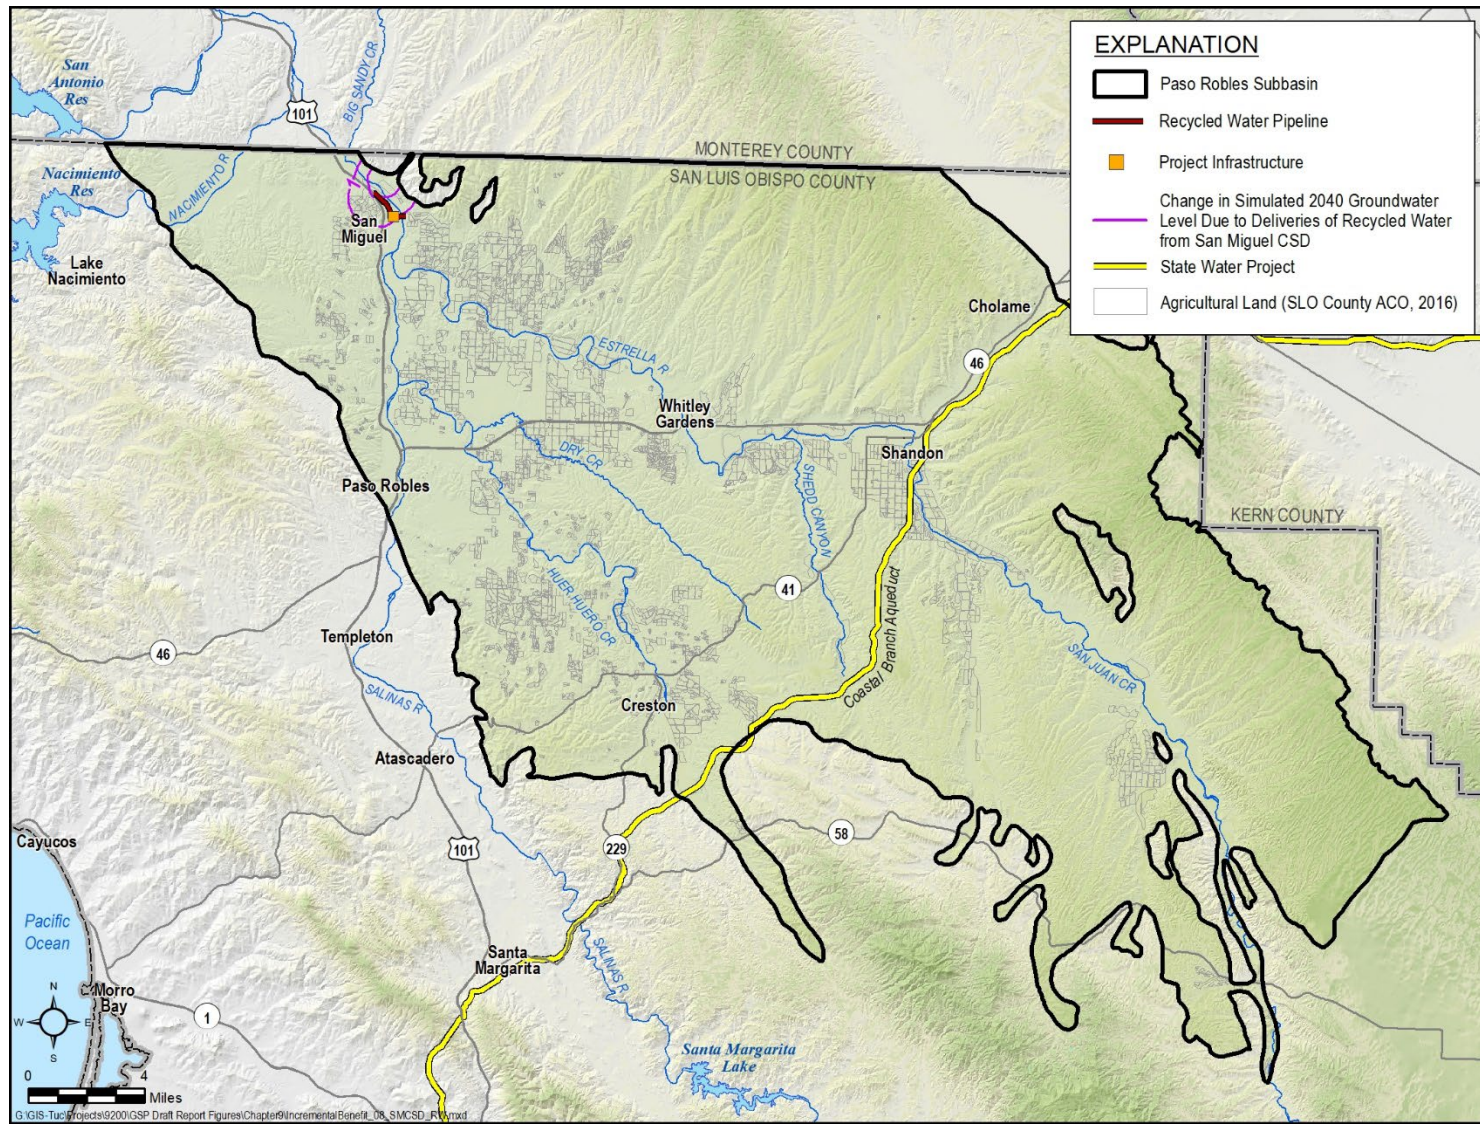 San
Antonio
Res
BIG SANDY CR
101
EXPLANATION
Paso Robles Subbasin
Recycled Water Pipeline
Project Infrastructure
Change in Simulated 2040 Groundwater
Level Due to Deliveries of Recycled Water
from San Miguel CSD
State Water Project
Agricultural Land (SLO County ACO, 2016)
MONTEREY COUNTY
SAN LUIS OBISPO COUNTY
Nacimiento
Res
NACIMIENTO R
1
San
Miguel
Lake
Nacimiento
Cholame
46
ESTRELLA R
Whitley
Gardens
DRY CR
Shandon
SHEDD CANYON
Paso Robles
KERN COUNTY
HUER HUERO CR
41
Coastal Branch Aqueduct
SAN JUAN CR
Templeton
46
SALINAS R
Creston
Atascadero
58
229
101
Cayucos
Pacific
Ocean
Santa
Margarita
SALINAS R
Morro
Bay
1
N
W
E
S
Santa Margarita
Lake
0
4
Miles